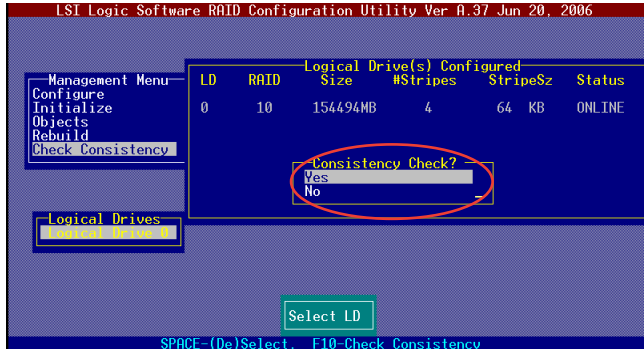 LSI Logic Software RAID Configuration Utility Ver A.37 Jun 20, 2006
Logical Drive(s) Configured
Management Menu
LD RAID Size #Stripes StripeSz Status
Configure
Initialize
0 10 154494MB 4 64 KB ONLINE
Objects
Rebuild
Check Consistency
Consistency Check?
Yes
No
Logical Drives
Logical Drive 0
Select LD
SPACE-(De)Select, F10-Check Consistency